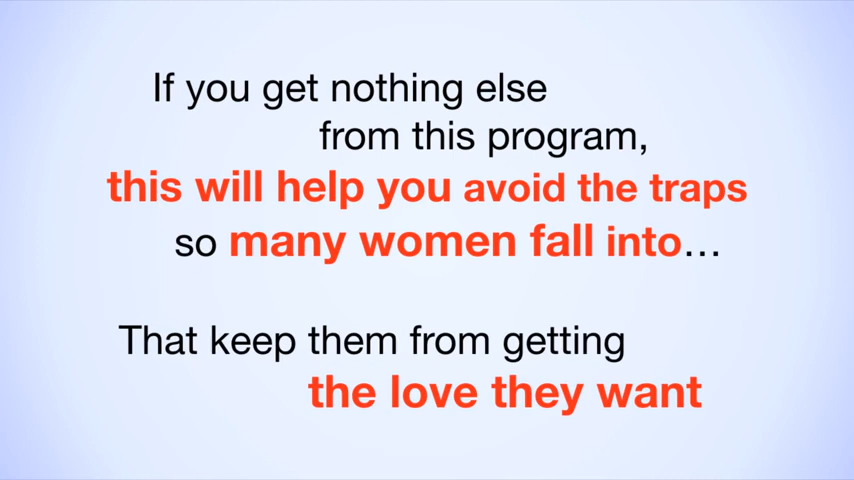 If you get nothing else
from this program,
this will help you avoid the traps
so many women fall into…
That keep them from getting
the love they want